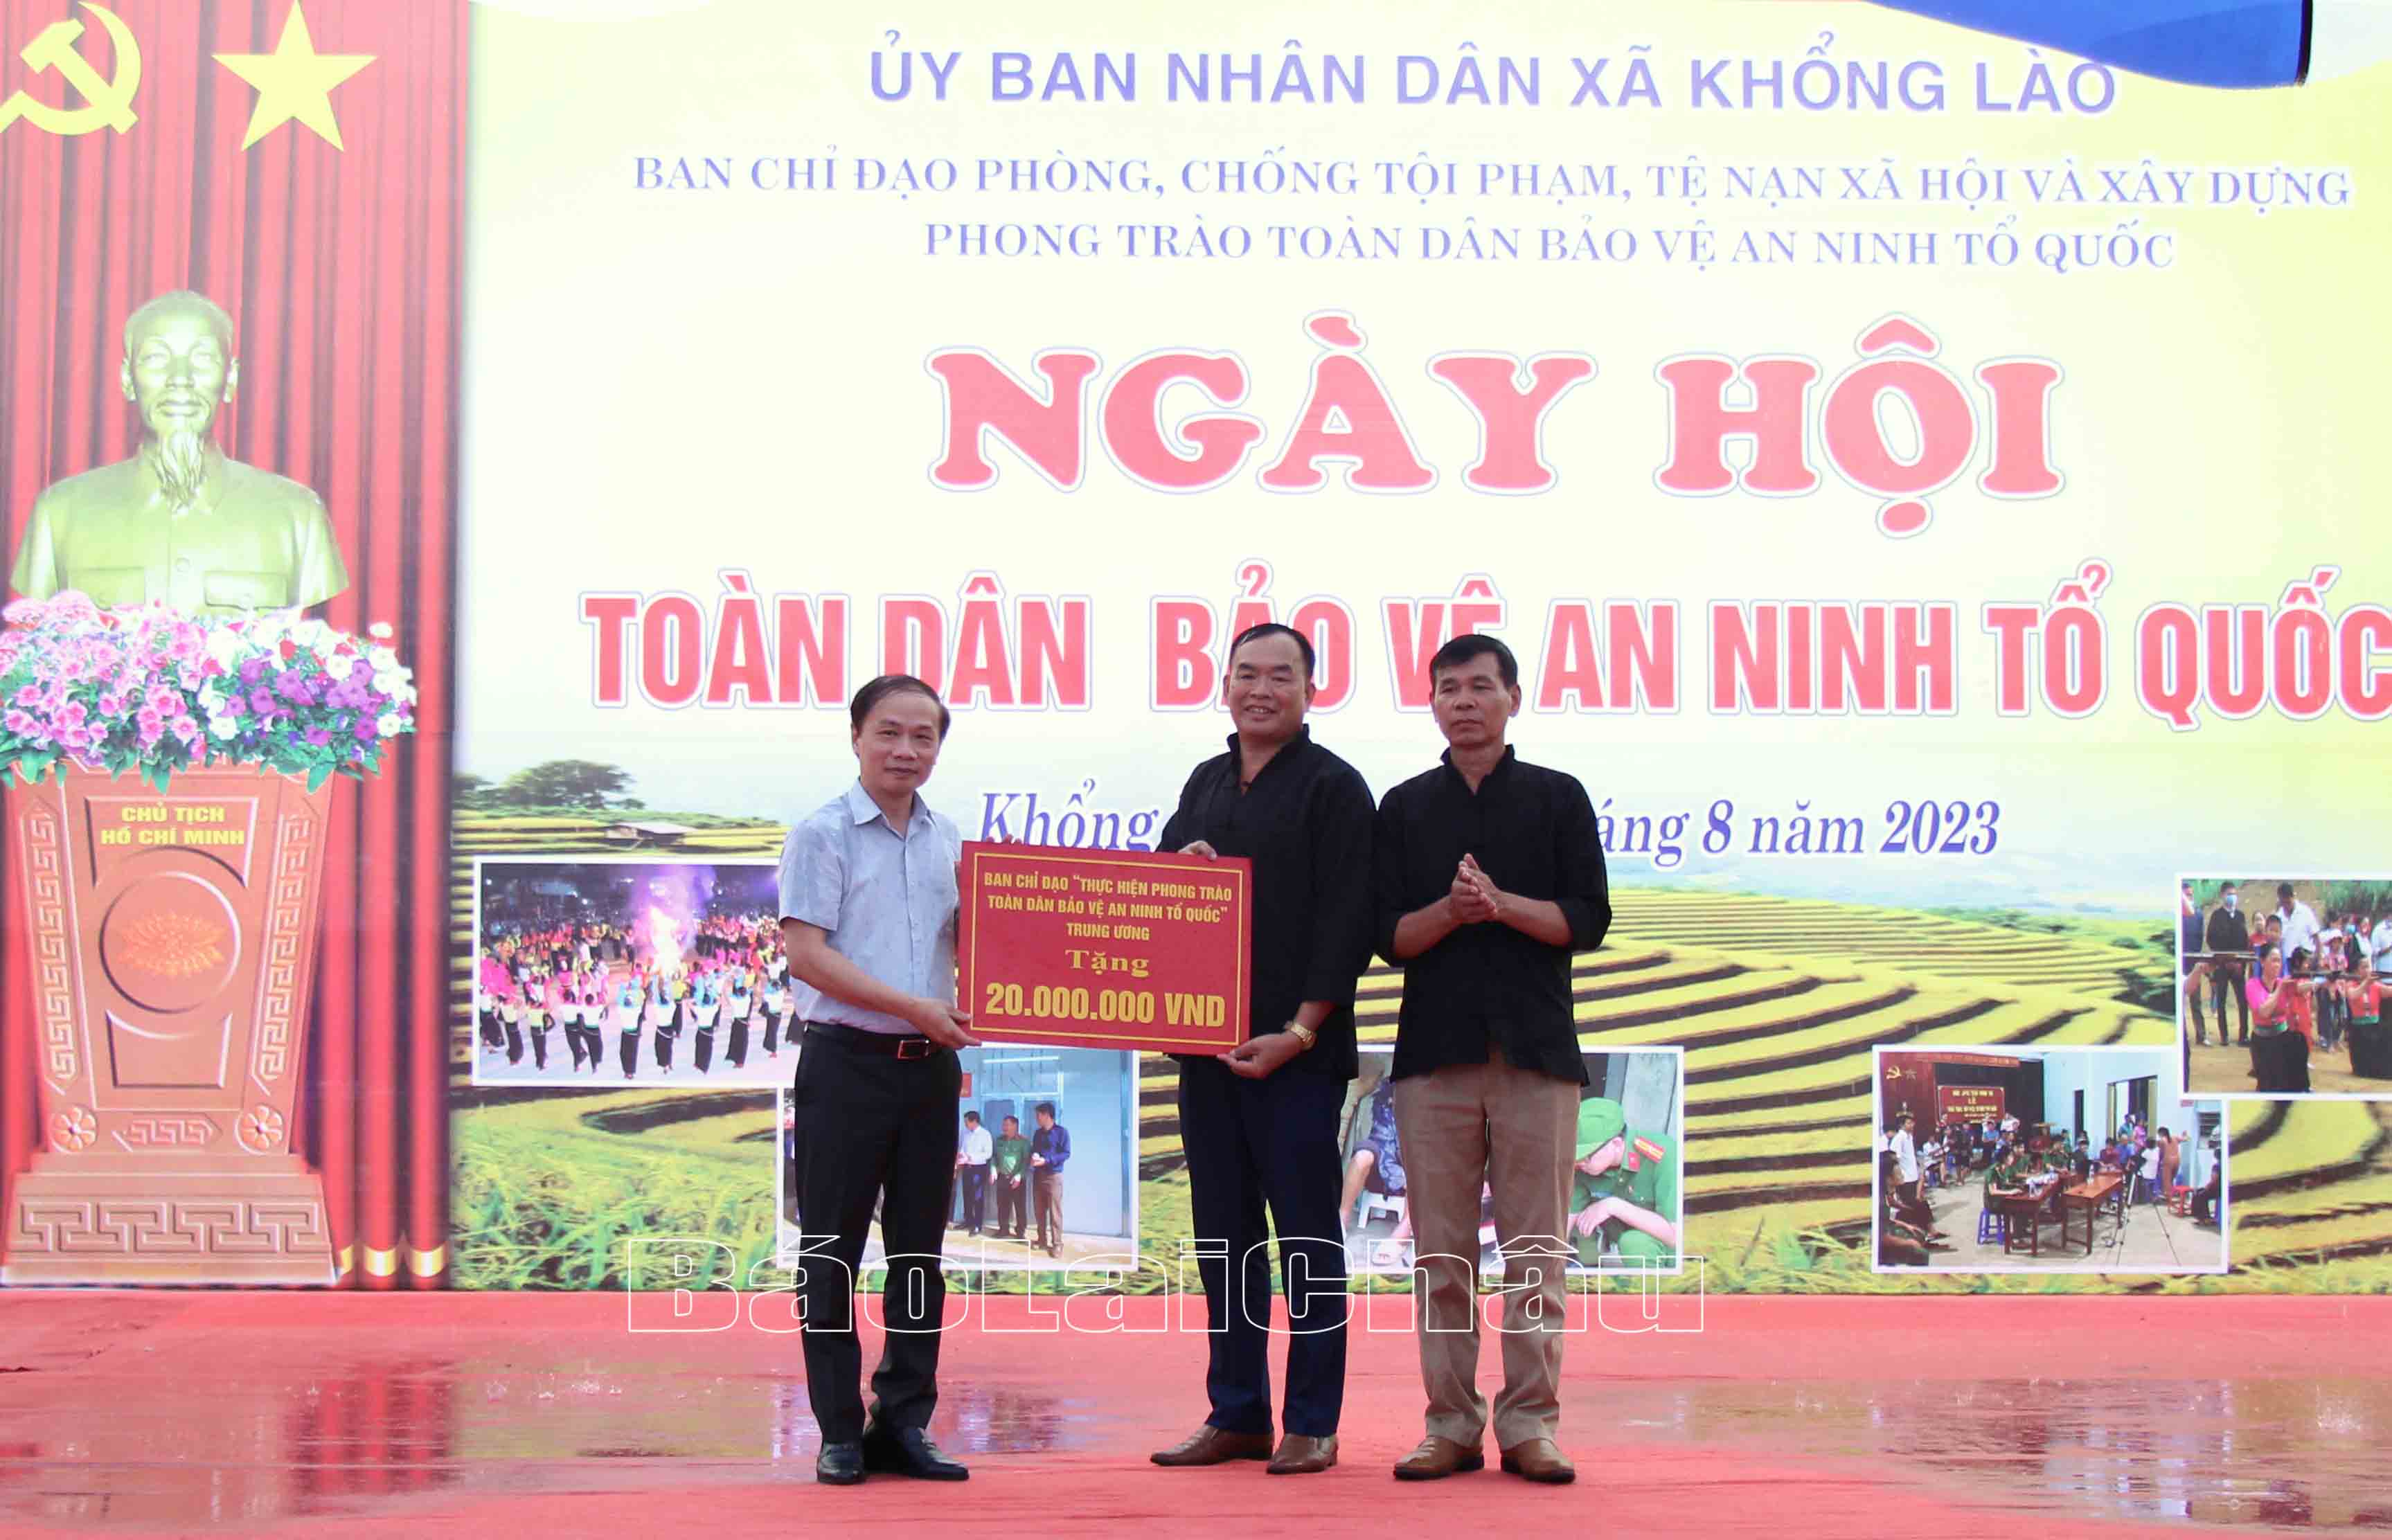 ỦY BAN NHÂN DÂN XÃ KHỔNG LÀO
BAN CHỈ ĐẠO PHÒNG, CHỐNG TỘI PHẠM, TỆ NẠN XÃ HỘI VÀ XÂY DỰNG
PHONG TRÀO TOÀN DÂN BẢO VỆ AN NINH TỔ QUỐC
NGÀY HỘI
TOÀN DÂN BẢO VỆ AN NINH TỔ QUỐC
Khổng áng 8 năm 2023
CHỦ TỊCH
HỒ CHÍ MINH
BAN CHỈ ĐẠO "THỰC HIỆN PHONG TRÀO
TOÀN DÂN BẢO VỆ AN NINH TỔ QUỐC"
TRUNG ƯƠNG
Tặng
20.000.000 VND
BáoLaiChâu